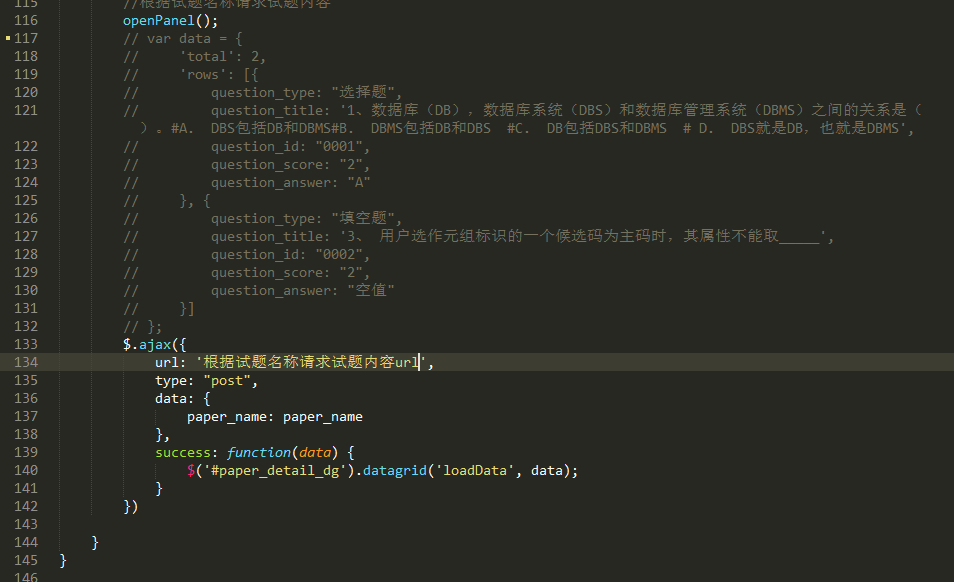 115 //根据试题名称请求试题内容
116 openPanel();
117 // var data = {
118 // 'total': 2,
119 // 'rows': [{
120 // question_type: "选择题",
121 // question_title: '1、数据库（DB），数据库系统（DBS）和数据库管理系统（DBMS）之间的关系是（
）。#A. DBS包括DB和DBMS#B. DBMS包括DB和DBS #C. DB包括DBS和DBMS # D. DBS就是DB，也就是DBMS',
122 // question_id: "0001",
123 // question_score: "2",
124 // question_answer: "A"
125 // }, {
126 // question_type: "填空题",
127 // question_title: '3、 用户选作元组标识的一个候选码为主码时，其属性不能取_____',
128 // question_id: "0002",
129 // question_score: "2",
130 // question_answer: "空值"
131 // }]
132 // };
133 $.ajax({
134 url: '根据试题名称请求试题内容url',
135 type: "post",
136 data: {
137 paper_name: paper_name
138 },
139 success: function(data) {
140 $('#paper_detail_dg').datagrid('loadData', data);
141 }
142 })
143
144 }
145 }
146